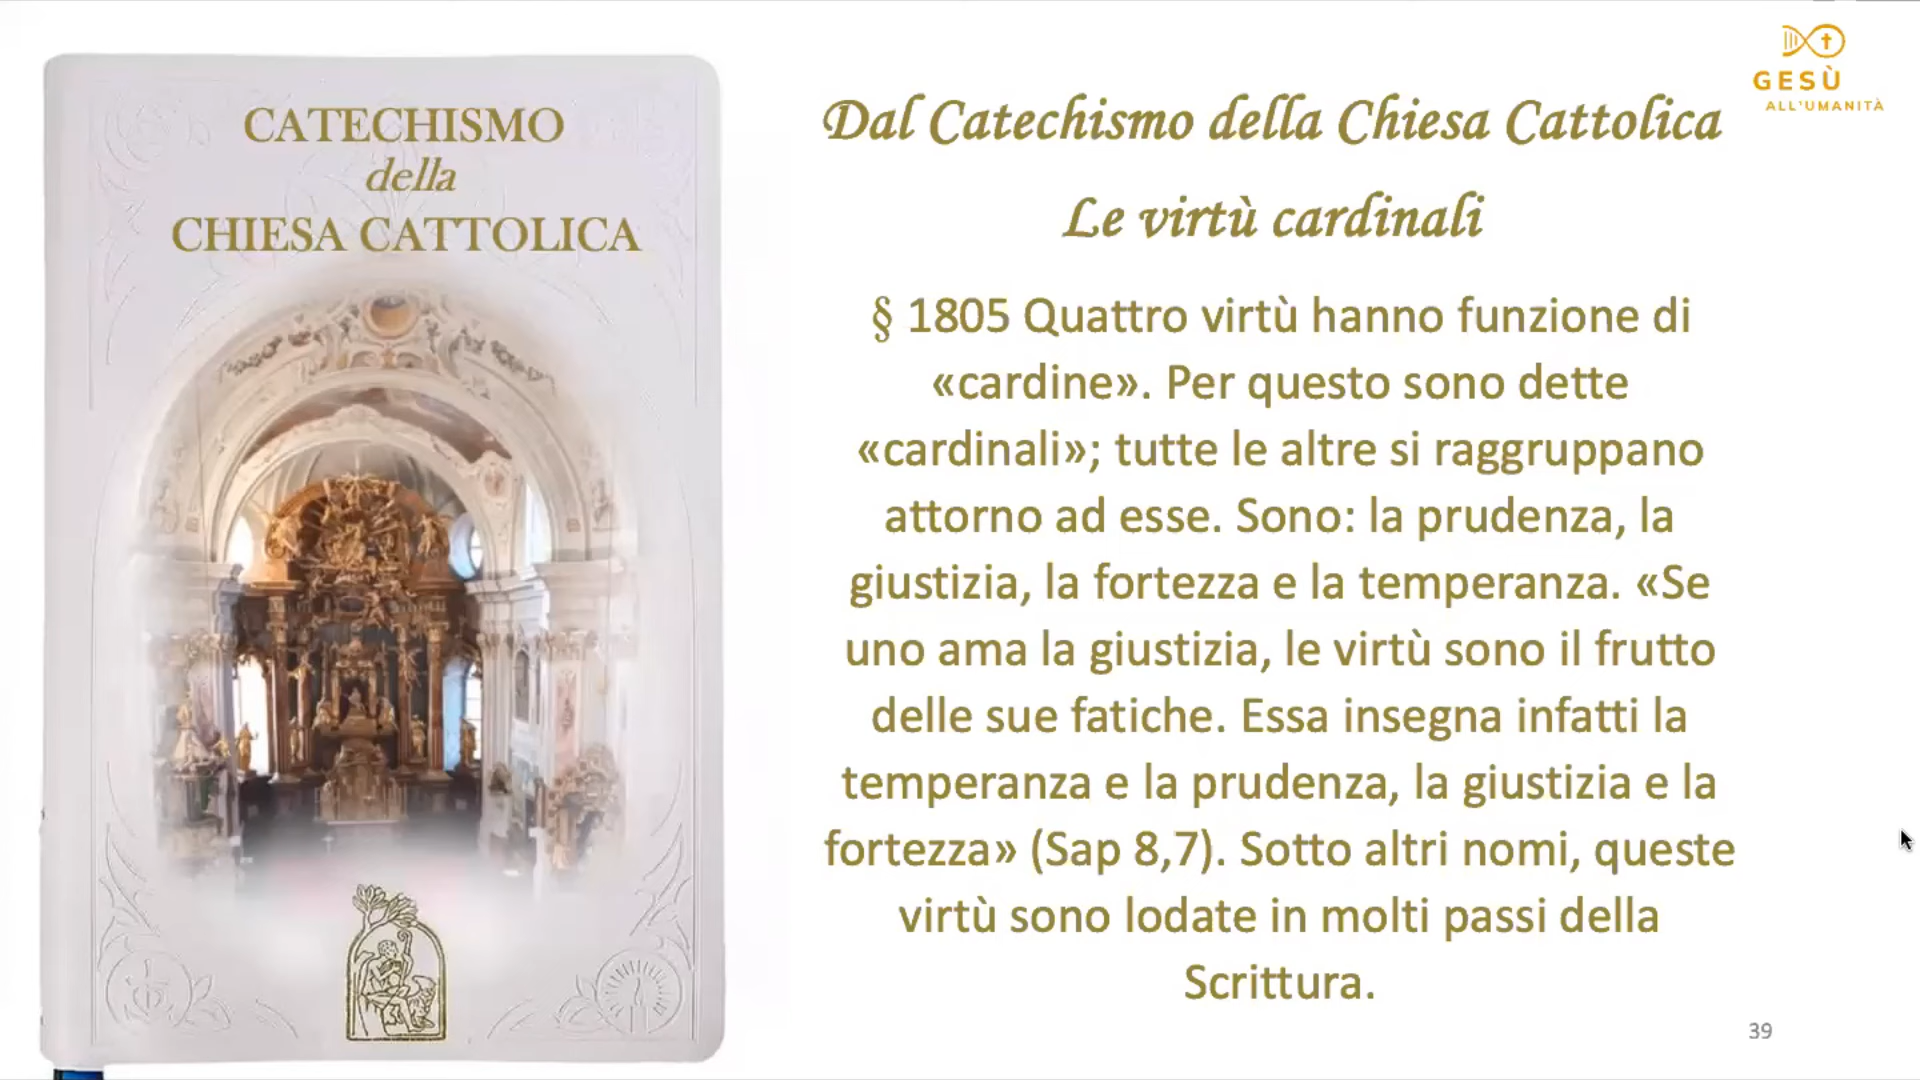 CATECHISMO
della
CHIESA CATTOLICA
GESÙ
ALL'UMANITÀ
Dal Catechismo della Chiesa Cattolica
Le virtù cardinali
§ 1805 Quattro virtù hanno funzione di
«cardine». Per questo sono dette
«cardinali»; tutte le altre si raggruppano
attorno ad esse. Sono: la prudenza, la
giustizia, la fortezza e la temperanza. «Se
uno ama la giustizia, le virtù sono il frutto
delle sue fatiche. Essa insegna infatti la
temperanza e la prudenza, la giustizia e la
fortezza» (Sap 8,7). Sotto altri nomi, queste
virtù sono lodate in molti passi della
Scrittura.
39